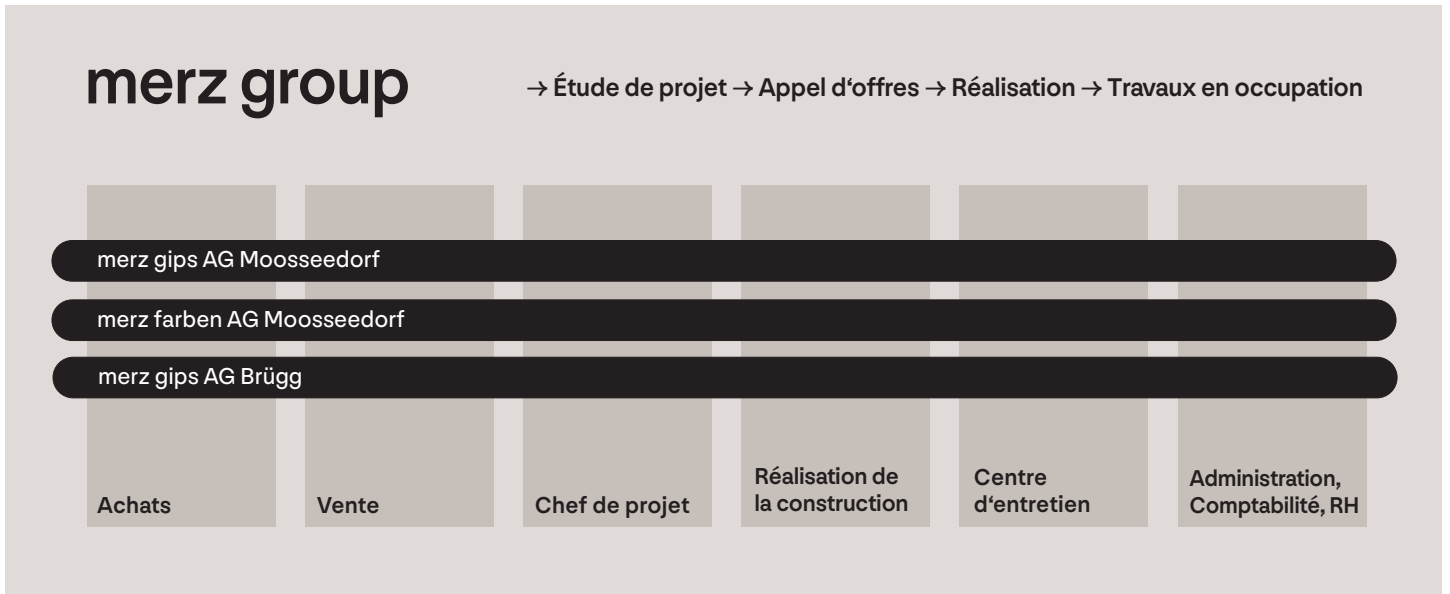 merz group
→ Étude de projet → Appel d‘offres → Réalisation → Travaux en occupation
merz gips AG Moosseedorf
merz farben AG Moosseedorf
merz gips AG Brügg
Achats
Vente
Chef de projet
Réalisation de
la construction
Centre
d‘entretien
Administration,
Comptabilité, RH